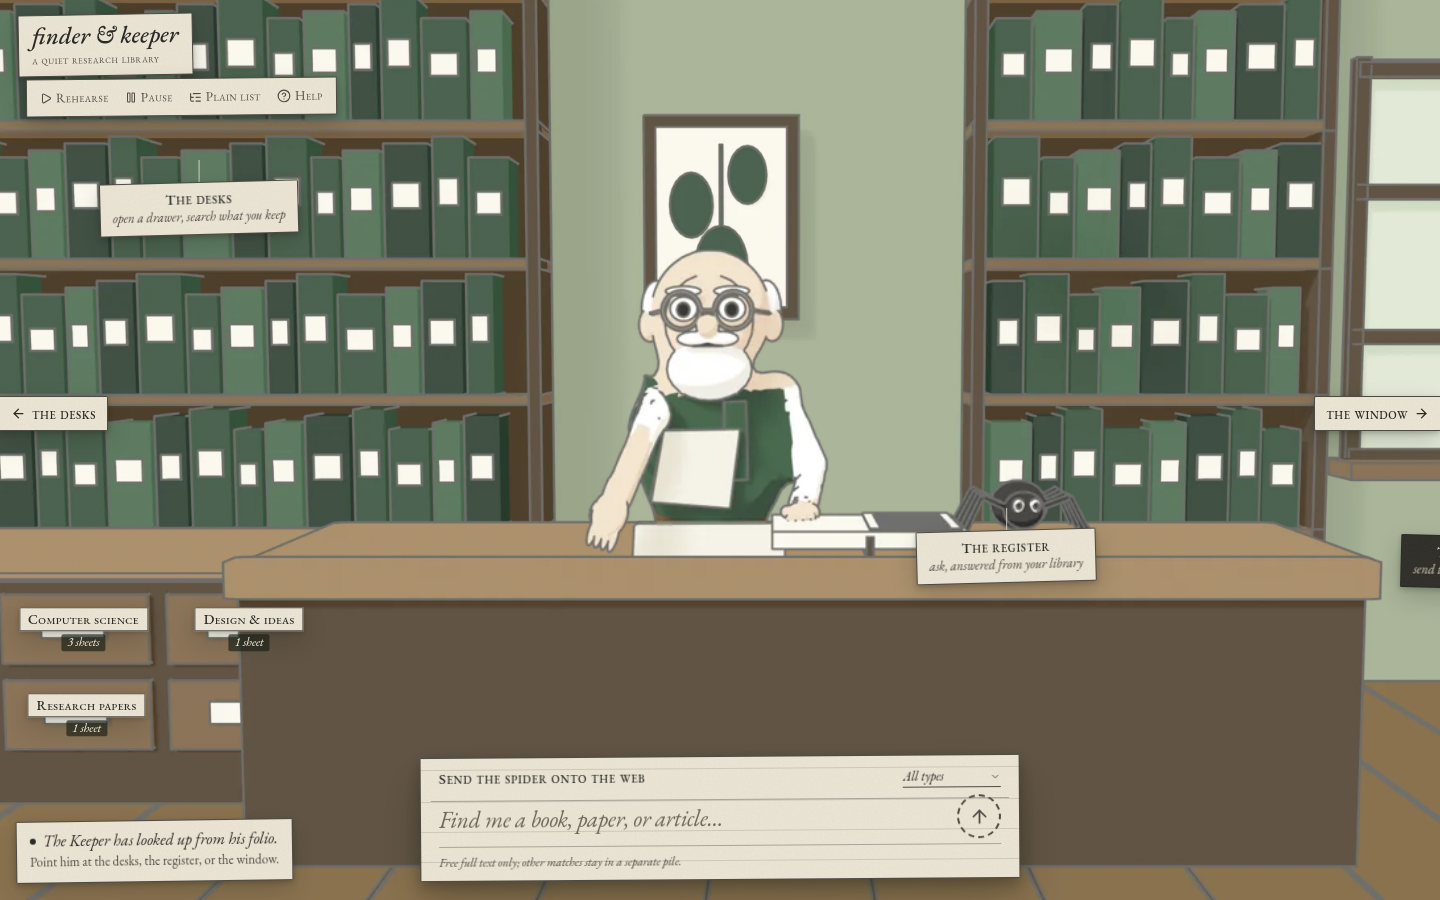 finder & keeper
A QUIET RESEARCH LIBRARY
Rehearse Pause Plain list Help
The desks
open a drawer, search what you keep
THE DESKS
THE WINDOW
The register
ask, answered from your library
send
Computer science
3 sheets
Design & ideas
1 sheet
Research papers
1 sheet
Send the spider onto the web
All types
Find me a book, paper, or article...
Free full text only; other matches stay in a separate pile.
The Keeper has looked up from his folio.
Point him at the desks, the register, or the window.